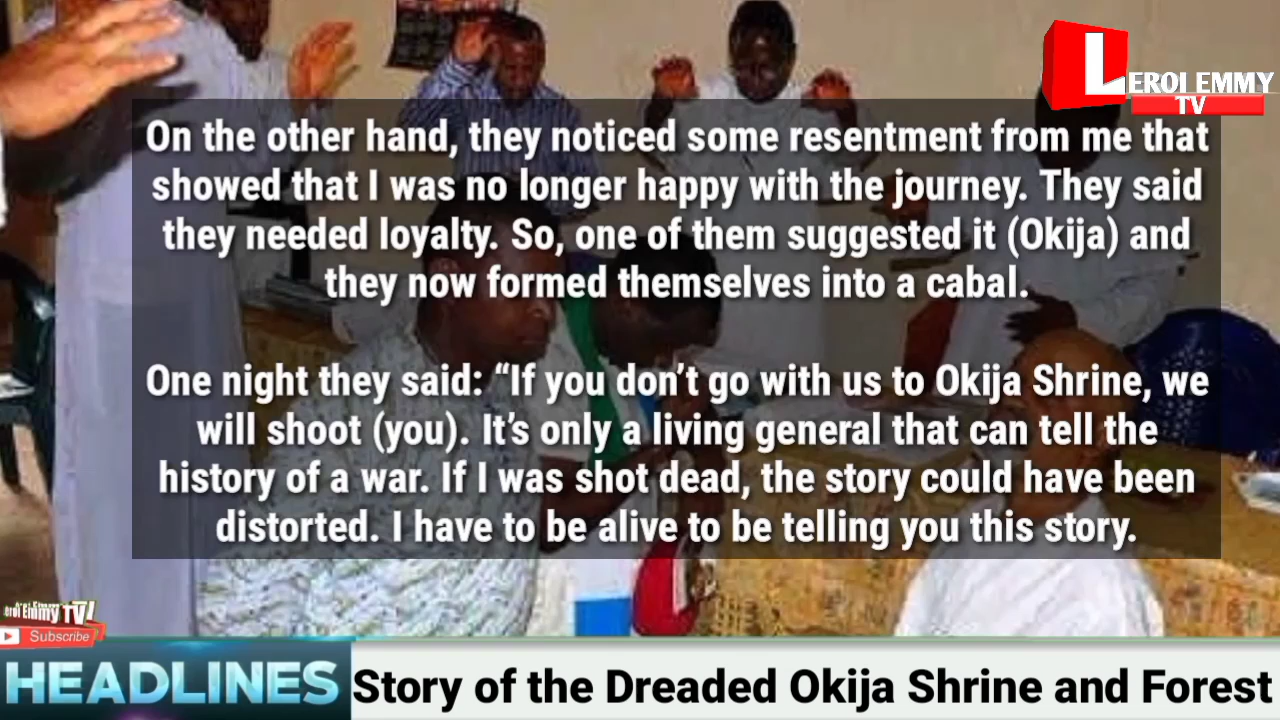 LEROI EMMY
TV
On the other hand, they noticed some resentment from me that
showed that I was no longer happy with the journey. They said
they needed loyalty. So, one of them suggested it (Okija) and
they now formed themselves into a cabal.
One night they said: “If you don’t go with us to Okija Shrine, we
will shoot (you). It’s only a living general that can tell the
history of a war. If I was shot dead, the story could have been
distorted. I have to be alive to be telling you this story.
Emmy TV!
Subscribe
HEADLINES
Story of the Dreaded Okija Shrine and Forest